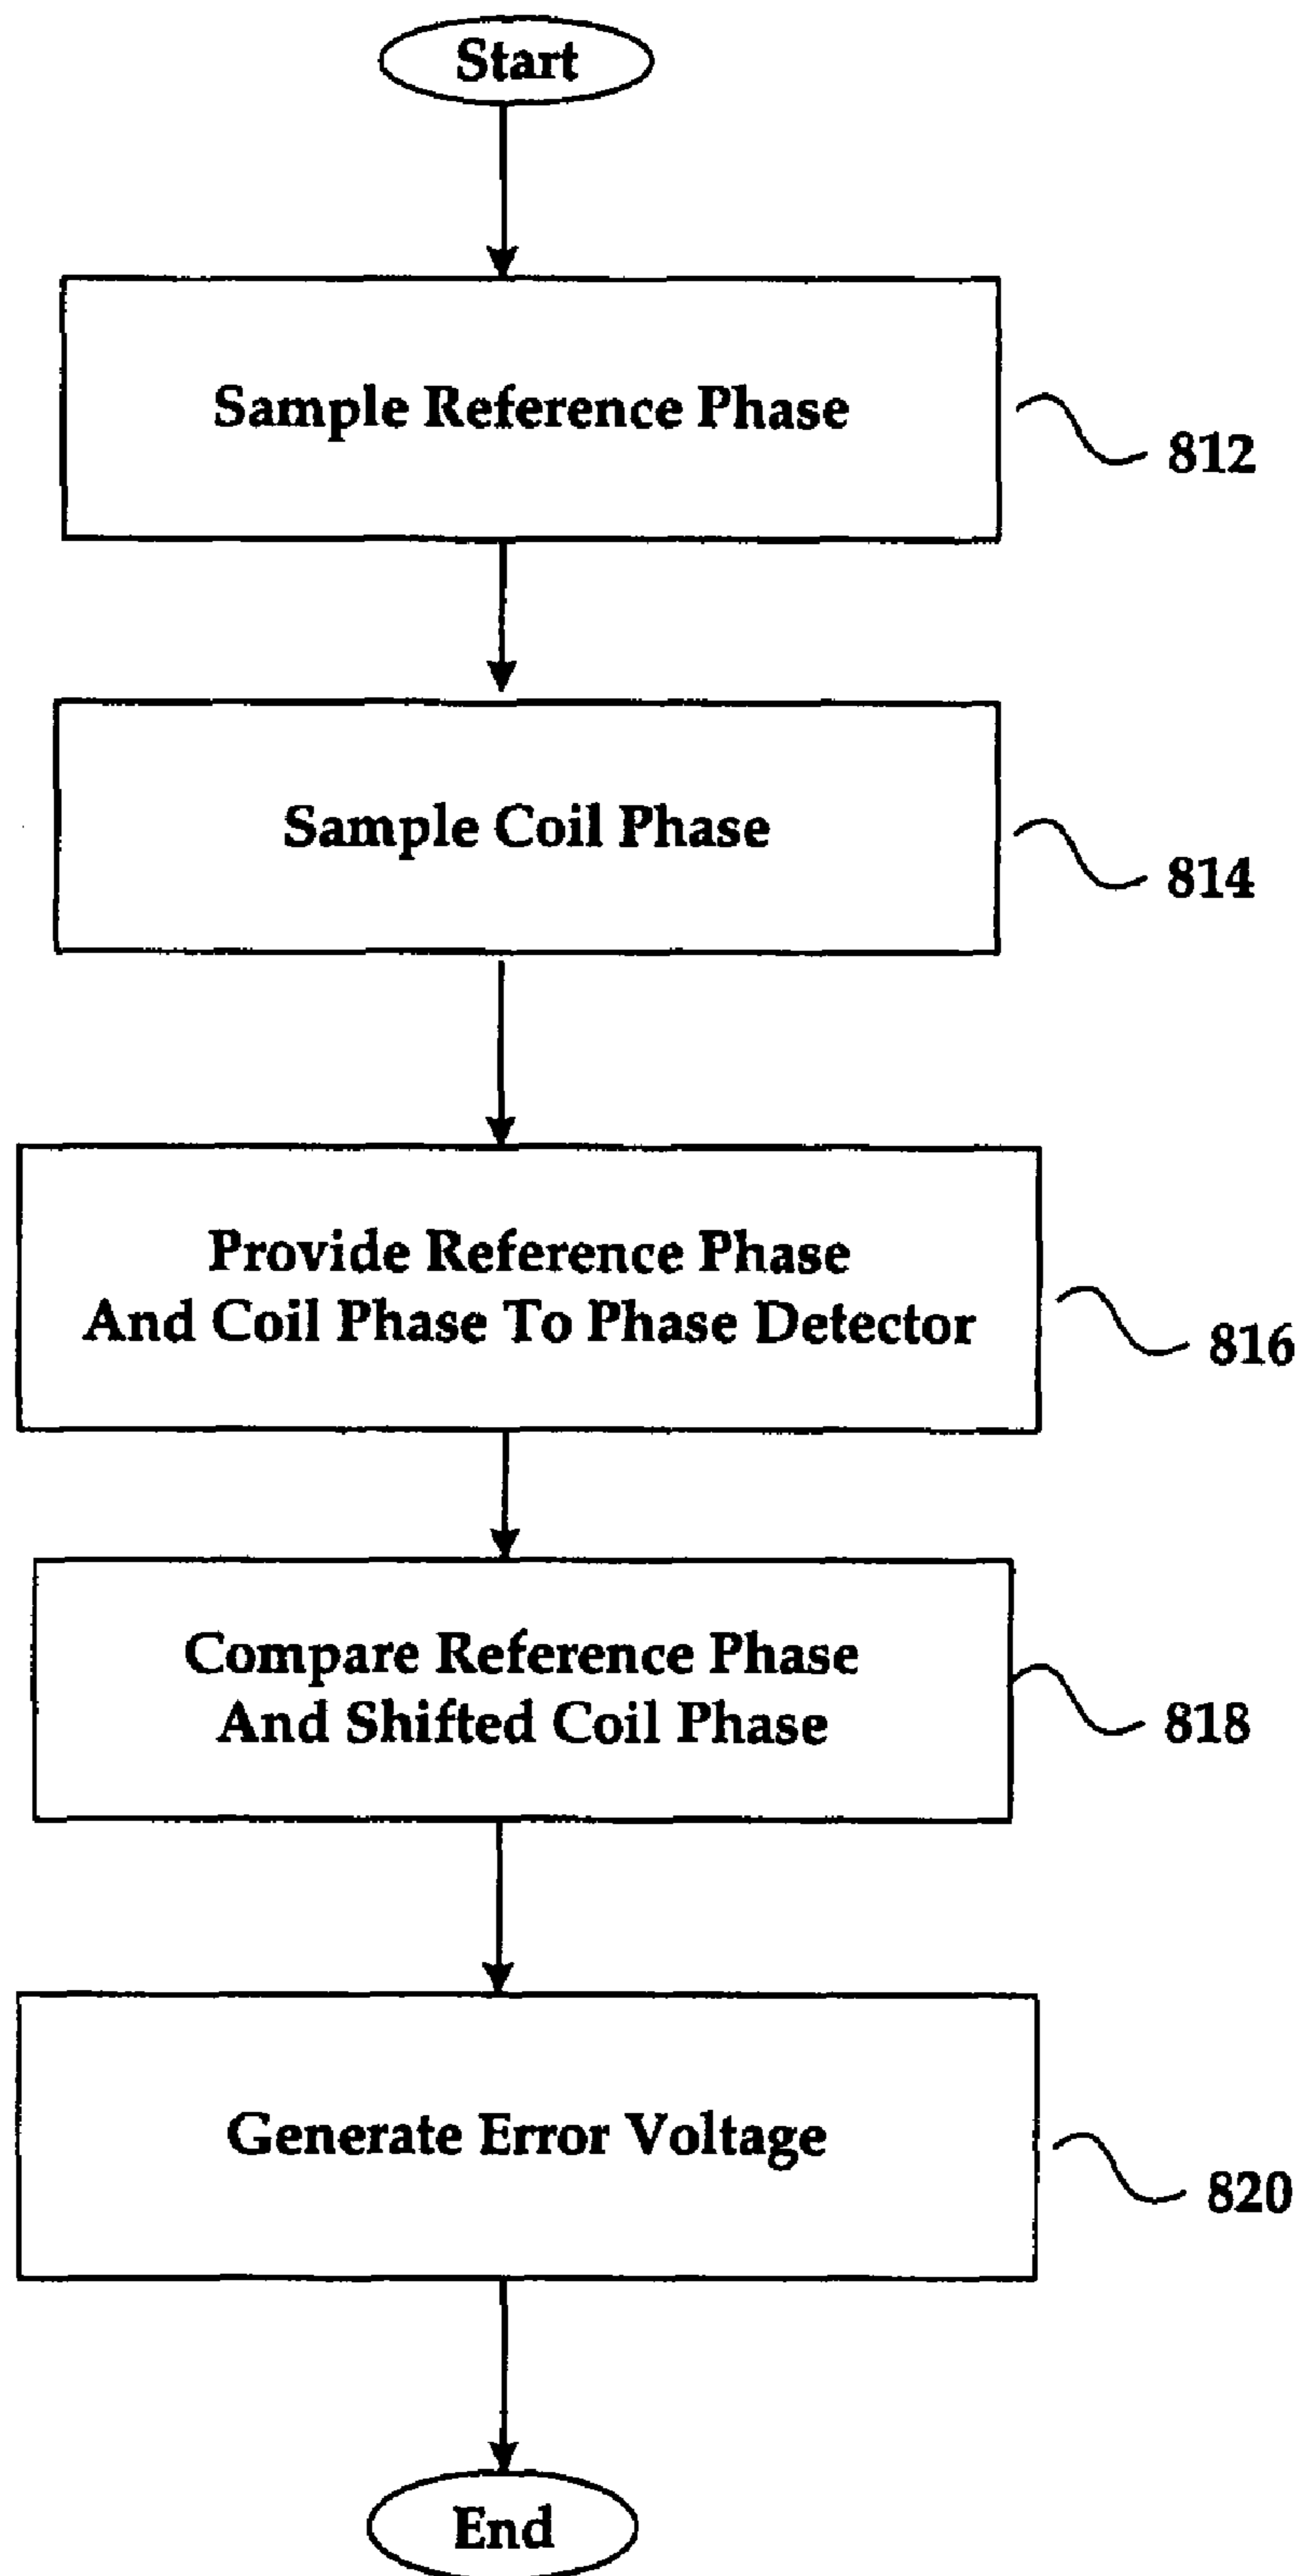 Start
Sample Reference Phase
812
Sample Coil Phase
814
Provide Reference Phase
And Coil Phase To Phase Detector
816
Compare Reference Phase
And Shifted Coil Phase
818
Generate Error Voltage
820
End